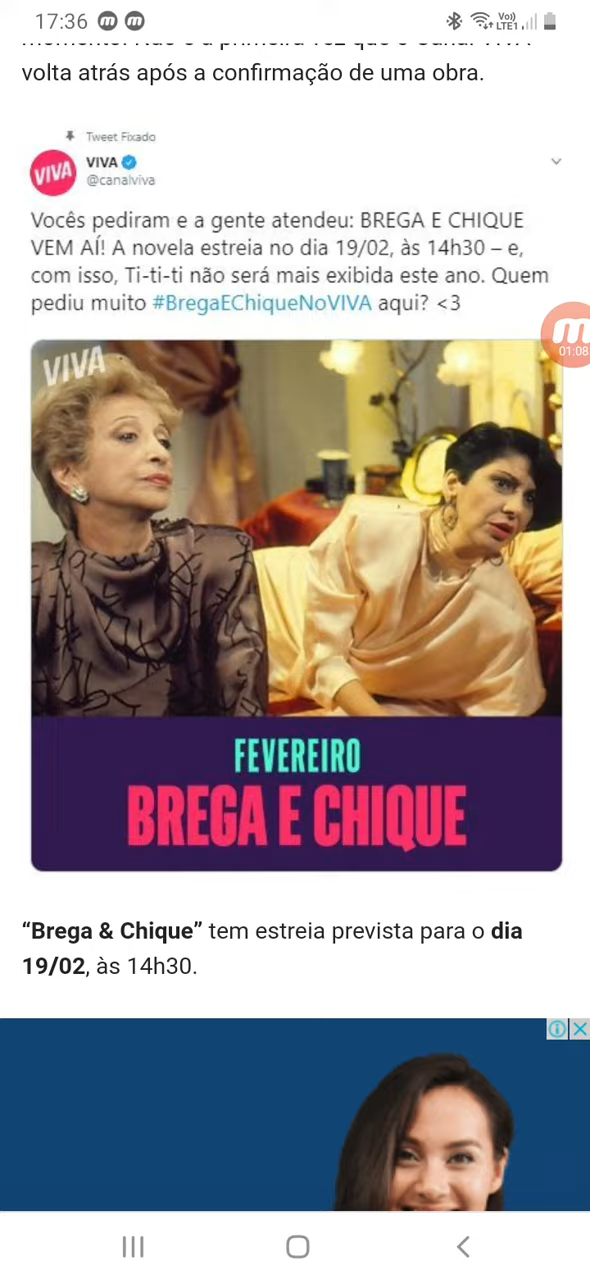 17:36
Vo))
LTE1
volta atrás após a confirmação de uma obra.
Tweet Fixado
VIVA
VIVA
@canalviva
Vocês pediram e a gente atendeu: BREGA E CHIQUE
VEM AÍ! A novela estreia no dia 19/02, às 14h30 – e,
com isso, Ti-ti-ti não será mais exibida este ano. Quem
pediu muito #BregaEChiqueNoVIVA aqui? <3
01:08
VIVA
FEVEREIRO
BREGA E CHIQUE
“Brega & Chique” tem estreia prevista para o dia
19/02, às 14h30.